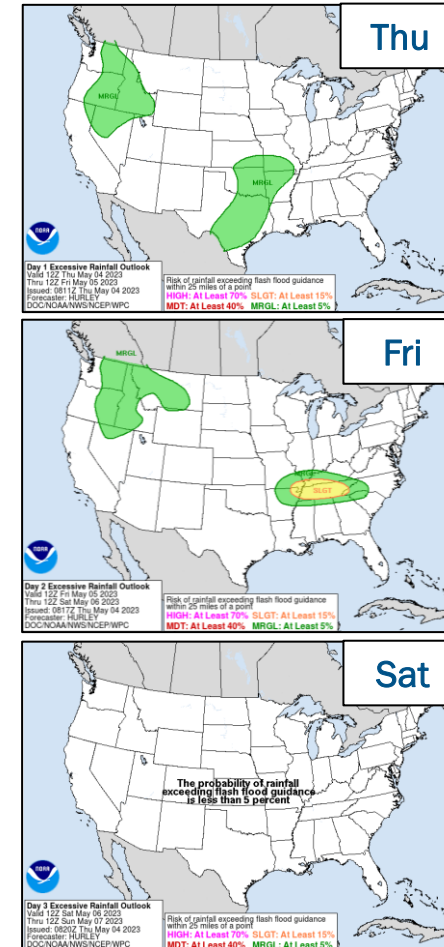 Thu
MRGL
MRGL
NOAA
Day 1 Excessive Rainfall Outlook
Valid 12Z Thu May 04 2023
Thru 12Z Fri May 05 2023
Issued: 0811Z Thu May 04 2023
Forecaster: HURLEY
DOC/NOAA/NWS/NCEP/WPC
Risk of rainfall exceeding flash flood guidance
within 25 miles of a point
HIGH: At Least 70% SLGT: At Least 15%
MDT: At Least 40% MRGL: At Least 5%
Fri
MRGL
MRGL
SLGT
NOAA
Day 2 Excessive Rainfall Outlook
Valid 12Z Fri May 05 2023
Thru 12Z Sat May 06 2023
Issued: 0817Z Thu May 04 2023
Forecaster: HURLEY
DOC/NOAA/NWS/NCEP/WPC
Risk of rainfall exceeding flash flood guidance
within 25 miles of a point
HIGH: At Least 70% SLGT: At Least 15%
MDT: At Least 40% MRGL: At Least 5%
Sat
The probability of rainfall
exceeding flash flood guidance
is less than 5 percent
NOAA
Day 3 Excessive Rainfall Outlook
Valid 12Z Sat May 06 2023
Thru 12Z Sun May 07 2023
Issued: 0820Z Thu May 04 2023
Forecaster: HURLEY
DOC/NOAA/NWS/NCEP/WPC
Risk of rainfall exceeding flash flood guidance
within 25 miles of a point
HIGH: At Least 70% SLGT: At Least 15%
MDT: At Least 40% MRGL: At Least 5%